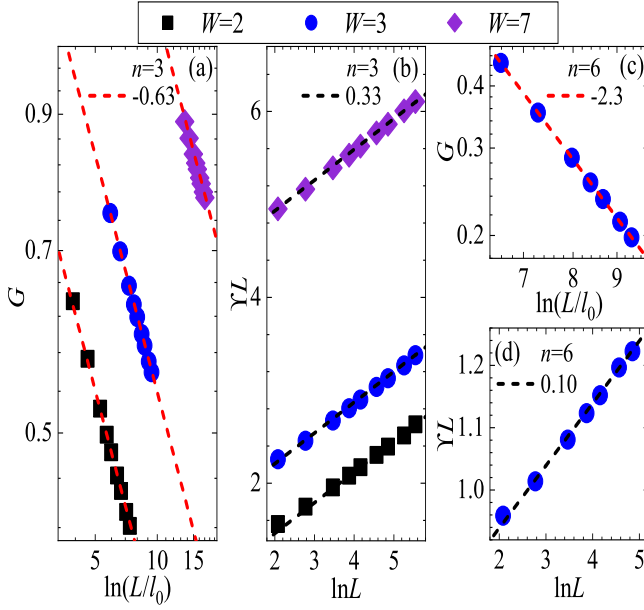 W=2 W=3 W=7
n=3 (a)
-0.63
0.9
0.7
0.5
G
5 10 15
ln(L/l₀)
n=3 (b)
0.33
6
4
2
ΥL
2 3 4 5
lnL
n=6 (c)
-2.3
0.4
0.3
0.2
G
7 8 9
ln(L/l₀)
(d) n=6
0.10
1.2
1.1
1.0
ΥL
2 3 4 5
lnL